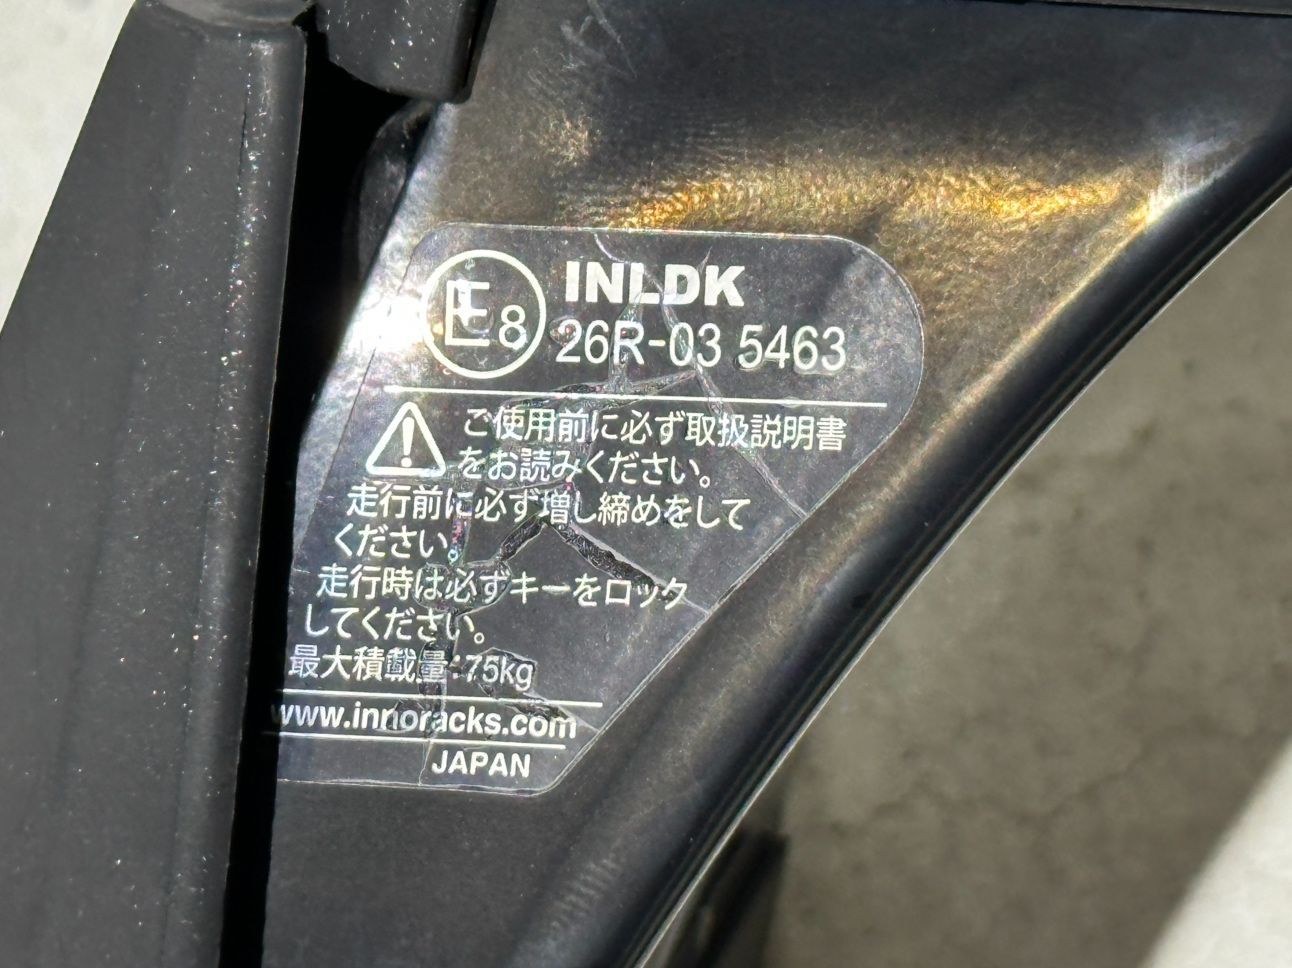 E8
INLDK
26R-03 5463
ご使用前に必ず取扱説明書
をお読みください。
走行前に必ず増し締めをして
ください。
走行時は必ずキーをロック
してください。
最大積載量:75kg
www.innoracks.com
JAPAN